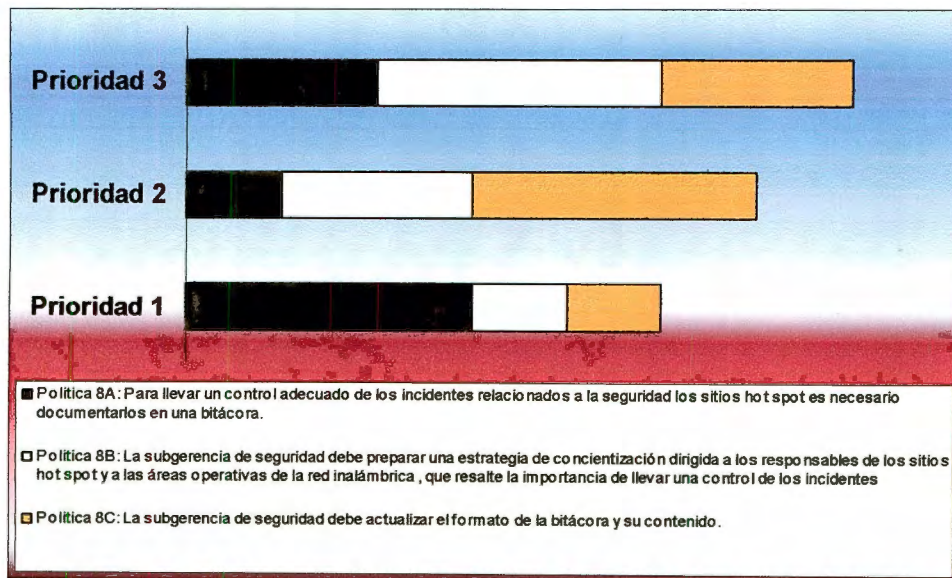 Prioridad 3
Prioridad 2
Prioridad 1
Política 8A: Para llevar un control adecuado de los incidentes relacionados a la seguridad los sitios hot spot es necesario
documentarlos en una bitácora.
Política 8B: La subgerencia de seguridad debe preparar una estrategia de concientización dirigida a los responsables de los sitios
hot spot y a las áreas operativas de la red inalámbrica , que resalte la importancia de llevar una control de los incidentes
Política 8C: La subgerencia de seguridad debe actualizar el formato de la bitácora y su contenido.